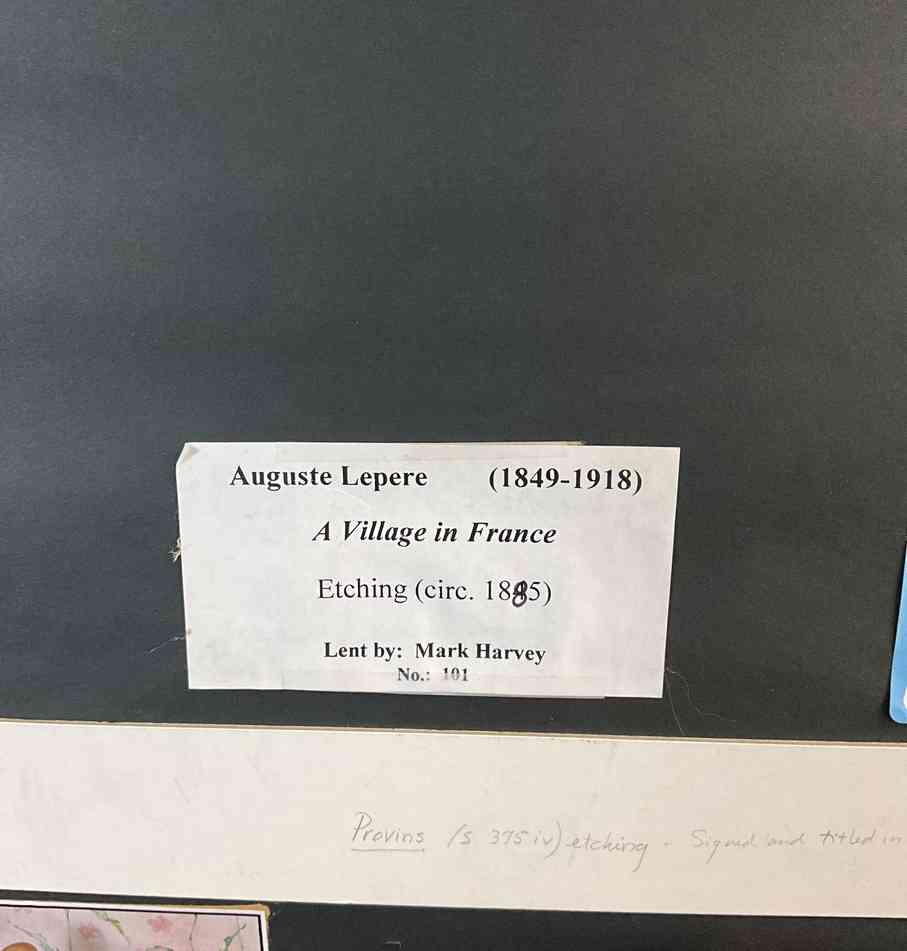 Auguste Lepere (1849-1918)
A Village in France
Etching (circ. 1885)
Lent by: Mark Harvey
No.: 101
Provins (S 375 iv) etching - Signed and titled in